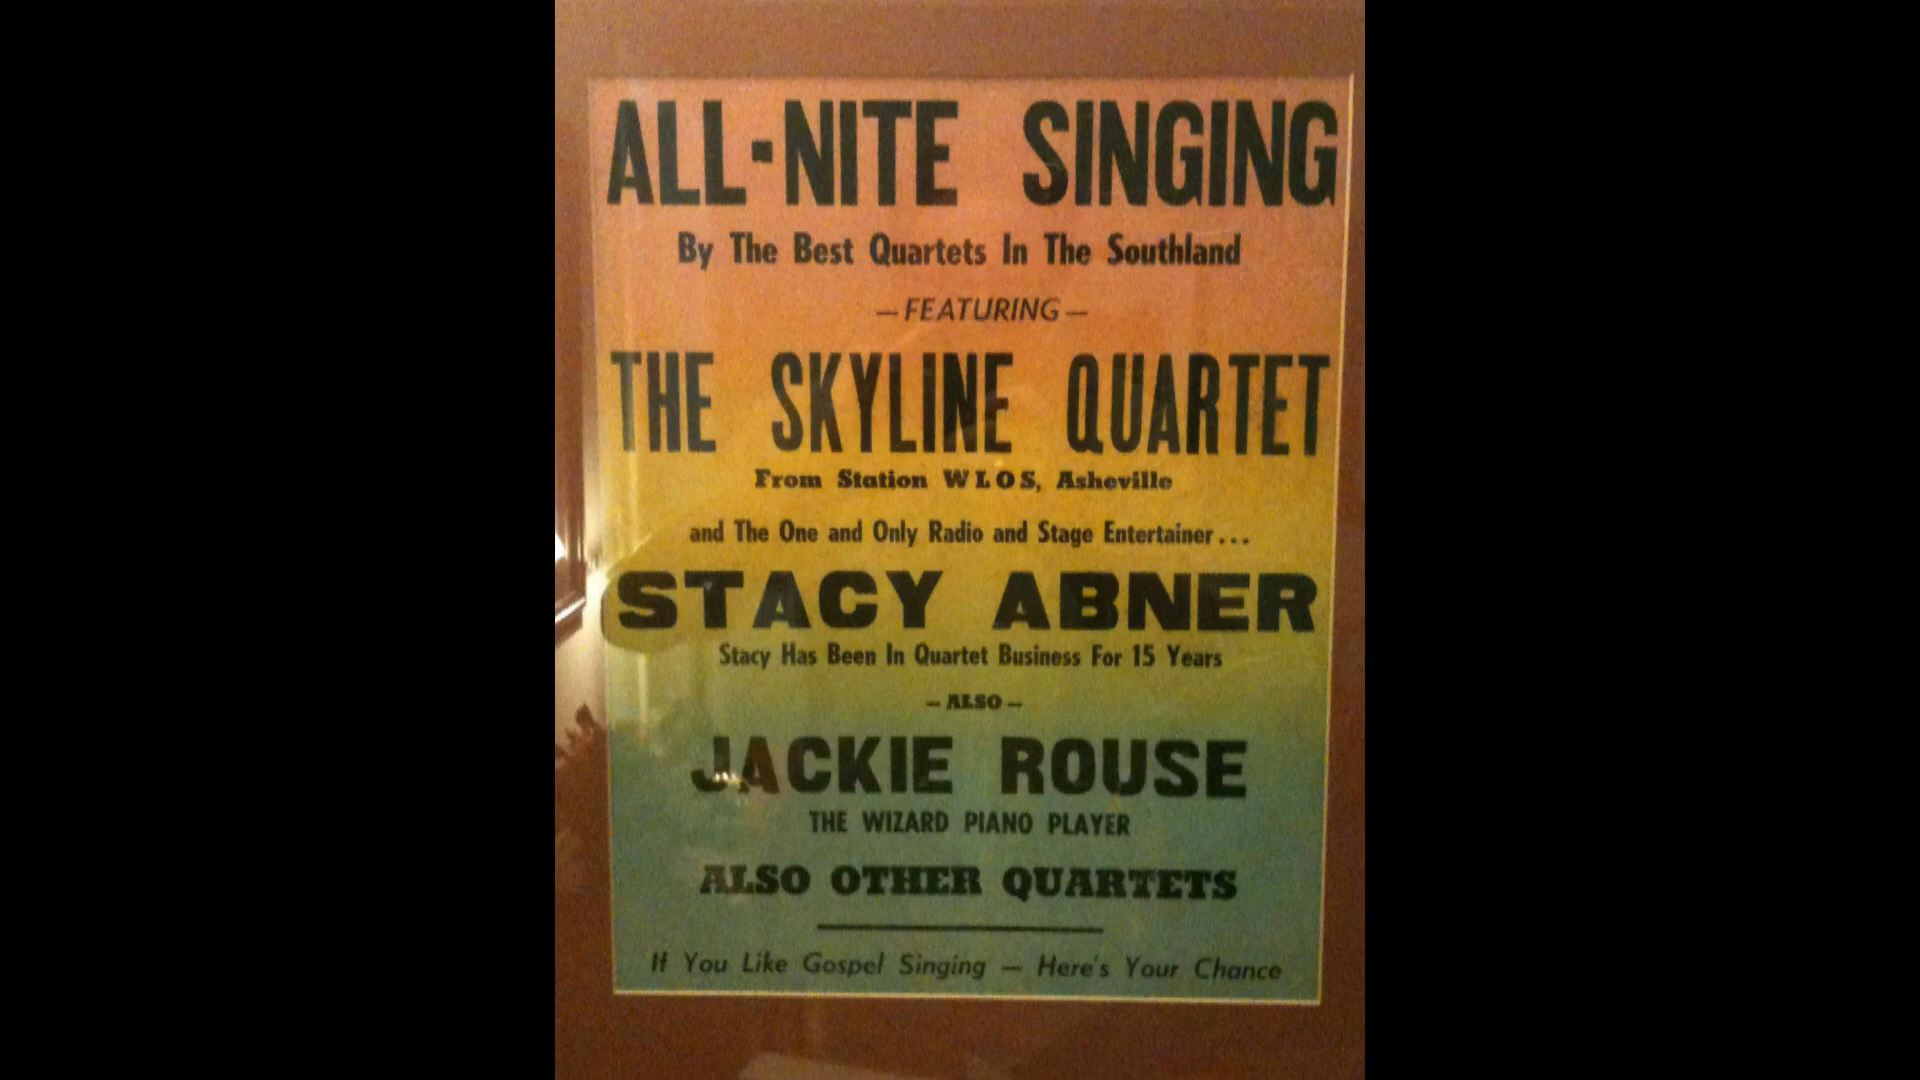 ALL-NITE SINGING
By The Best Quartets In The Southland
—FEATURING—
THE SKYLINE QUARTET
From Station WLOS, Asheville
and The One and Only Radio and Stage Entertainer...
STACY ABNER
Stacy Has Been In Quartet Business For 15 Years
—ALSO—
JACKIE ROUSE
THE WIZARD PIANO PLAYER
ALSO OTHER QUARTETS
If You Like Gospel Singing — Here's Your Chance